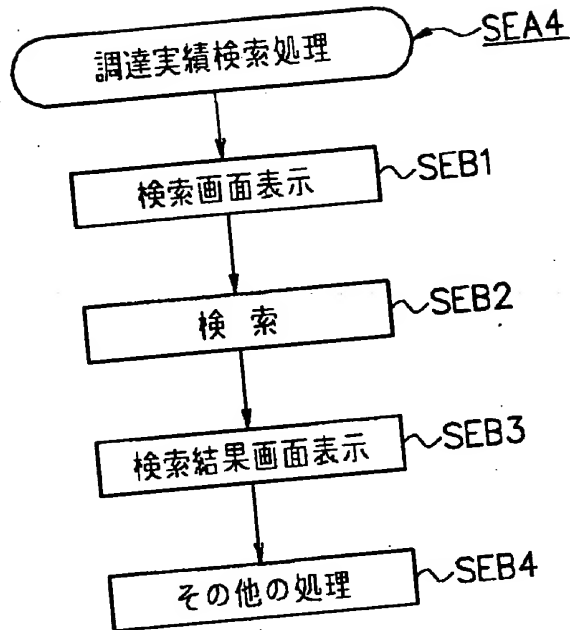 調達実績検索処理
SEA4
検索画面表示
SEB1
検索
SEB2
検索結果画面表示
SEB3
その他の処理
SEB4